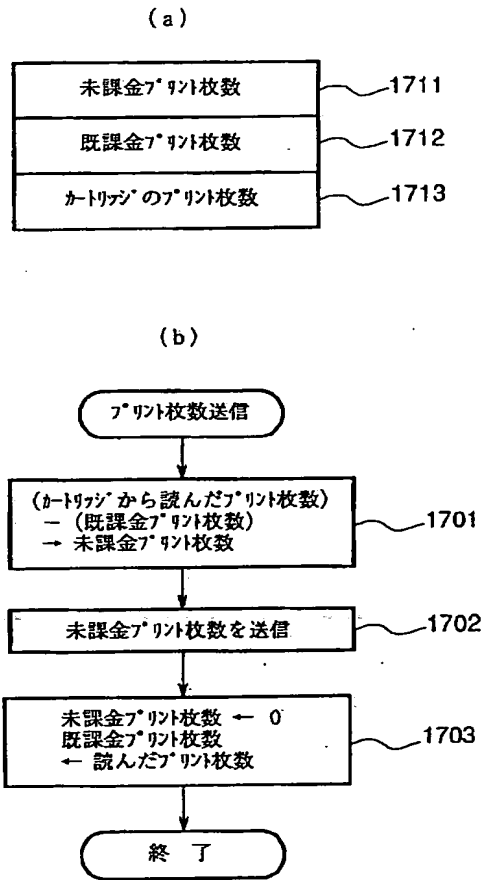 (a)
未課金ﾌﾟﾘﾝﾄ枚数 1711
既課金ﾌﾟﾘﾝﾄ枚数 1712
ｶｰﾄﾘｯｼﾞのﾌﾟﾘﾝﾄ枚数 1713
(b)
ﾌﾟﾘﾝﾄ枚数送信
(ｶｰﾄﾘｯｼﾞから読んだﾌﾟﾘﾝﾄ枚数)
－ (既課金ﾌﾟﾘﾝﾄ枚数)
→ 未課金ﾌﾟﾘﾝﾄ枚数
1701
未課金ﾌﾟﾘﾝﾄ枚数を送信 1702
未課金ﾌﾟﾘﾝﾄ枚数 ← 0
既課金ﾌﾟﾘﾝﾄ枚数
← 読んだﾌﾟﾘﾝﾄ枚数
1703
終 了